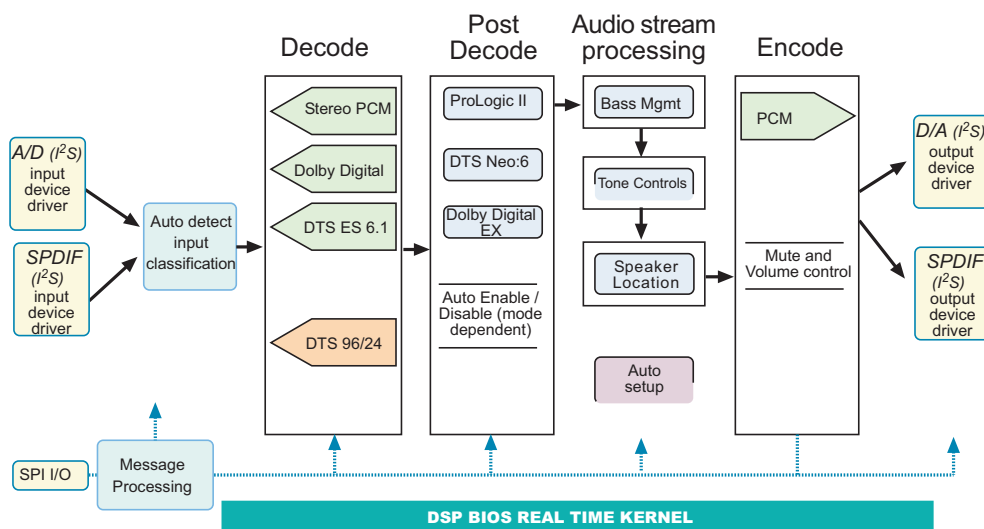 Decode
Post
Decode
Audio stream
processing
Encode
A/D (I²S)
input
device
driver
SPDIF
(I²S)
input
device
driver
Auto detect
input
classification
Stereo PCM
Dolby Digital
DTS ES 6.1
DTS 96/24
ProLogic II
DTS Neo:6
Dolby Digital
EX
Auto Enable /
Disable (mode
dependent)
Bass Mgmt
Tone Controls
Speaker
Location
Auto
setup
PCM
Mute and
Volume control
D/A (I²S)
output
device
driver
SPDIF
(I²S)
output
device
driver
SPI I/O
Message
Processing
DSP BIOS REAL TIME KERNEL